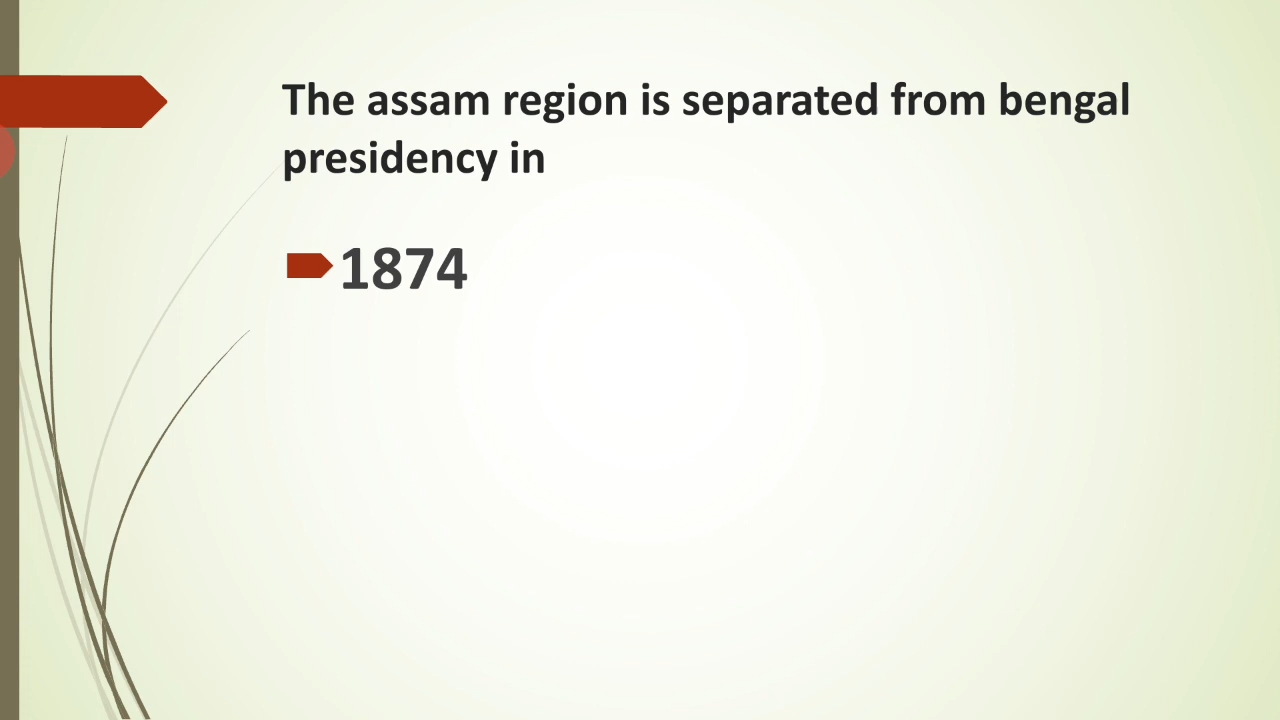 The assam region is separated from bengal
presidency in
1874